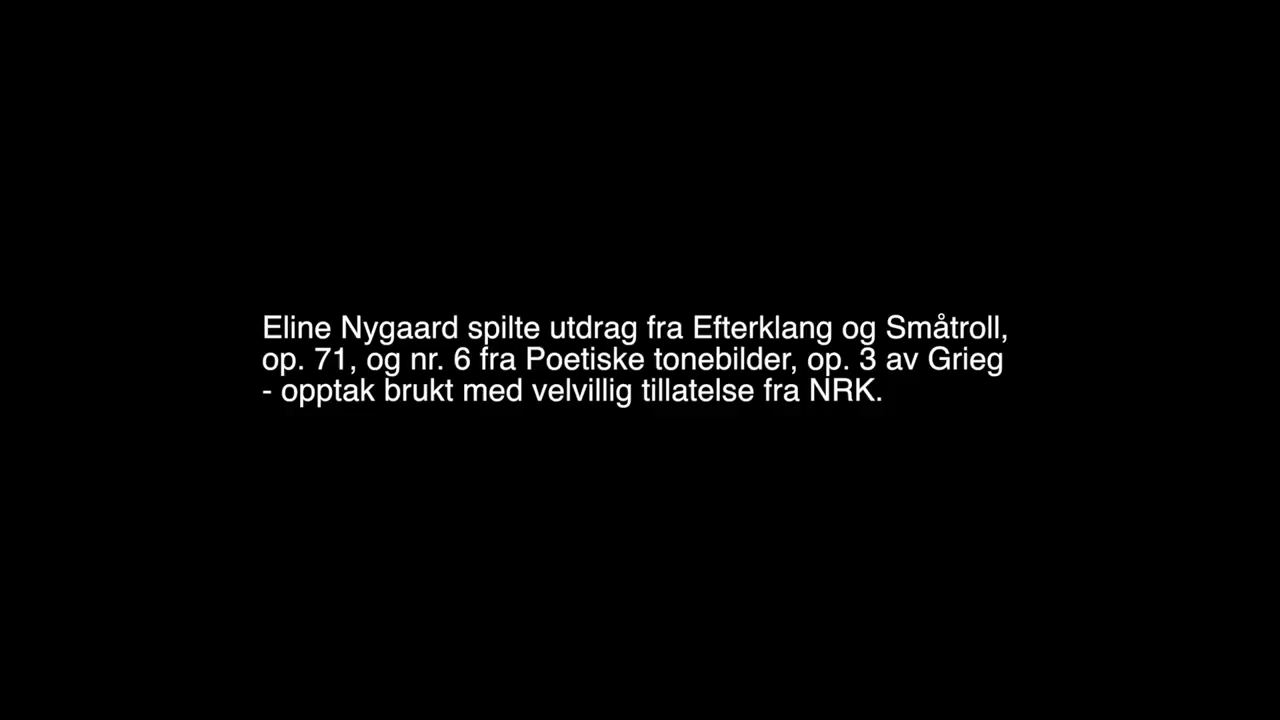 Eline Nygaard spilte utdrag fra Efterklang og Småtroll,
op. 71, og nr. 6 fra Poetiske tonebilder, op. 3 av Grieg
- opptak brukt med velvillig tillatelse fra NRK.